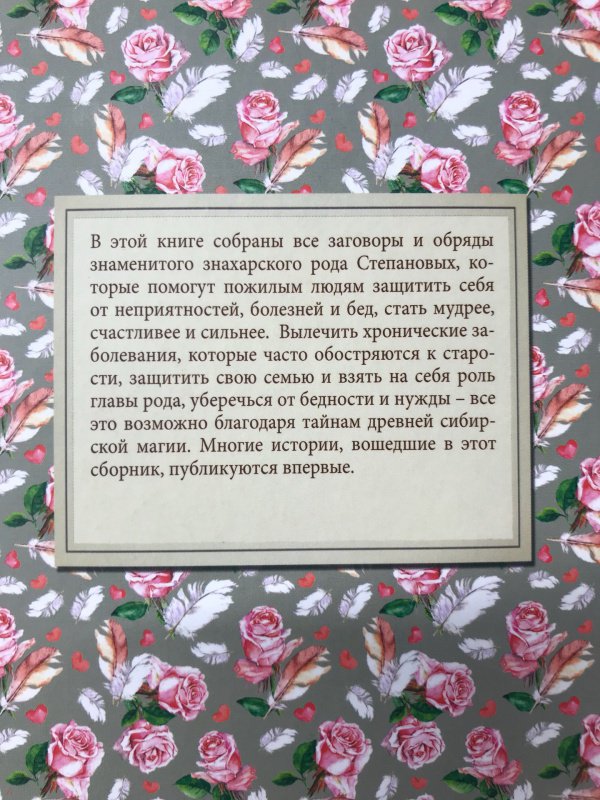 В этой книге собраны все заговоры и обряды
знаменитого знахарского рода Степановых, ко-
торые помогут пожилым людям защитить себя
от неприятностей, болезней и бед, стать мудрее,
счастливее и сильнее. Вылечить хронические за-
болевания, которые часто обостряются к старо-
сти, защитить свою семью и взять на себя роль
главы рода, уберечься от бедности и нужды – все
это возможно благодаря тайнам древней сибир-
ской магии. Многие истории, вошедшие в этот
сборник, публикуются впервые.